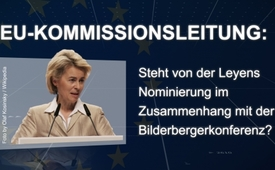 EU-KOMMISSIONSLEITUNG:
Steht von der Leyens
Nominierung im
Zusammenhang mit der
Bilderbergerkonferenz?
Foto by Olaf Kosinsky / Wikipedia